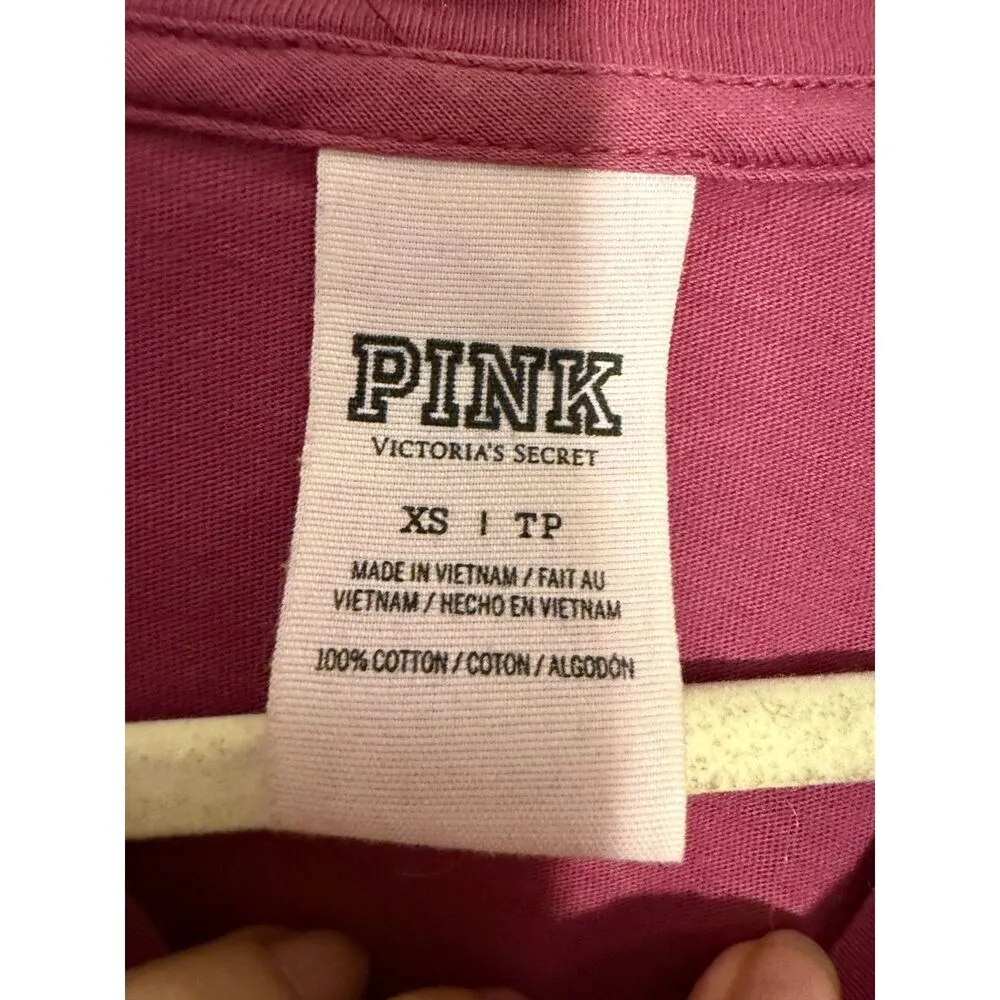 PINK
VICTORIA'S SECRET
XS | TP
MADE IN VIETNAM / FAIT AU
VIETNAM / HECHO EN VIETNAM
100% COTTON / COTON / ALGODÓN